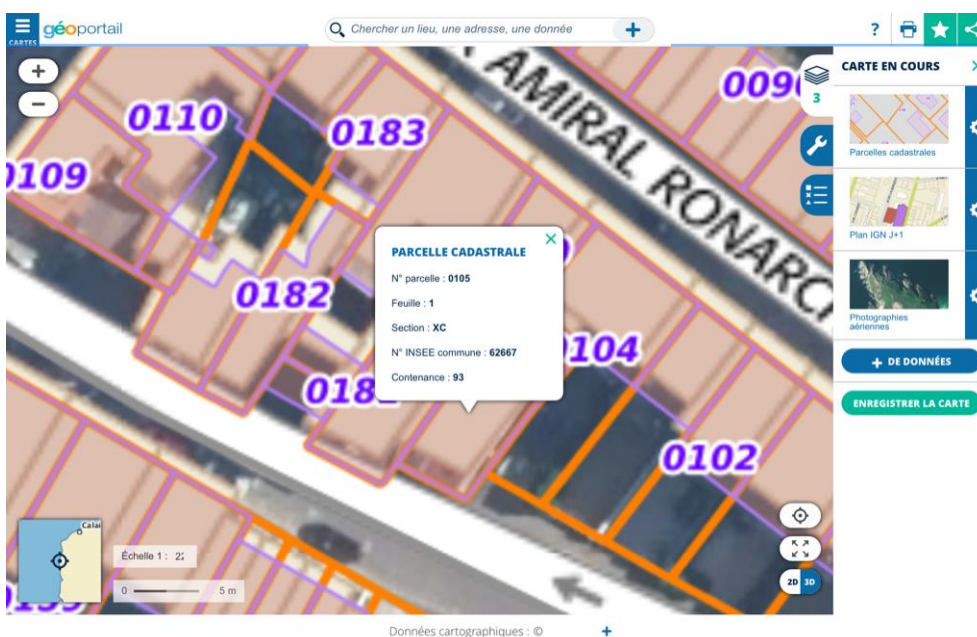 CARTES
géoportail
Chercher un lieu, une adresse, une donnée
+
?
+
−
0110
0183
0109
AMIRAL RONARC
3
0182
0104
0102
PARCELLE CADASTRALE
N° parcelle : 0105
Feuille : 1
Section : XC
N° INSEE commune : 62667
Contenance : 93
CARTE EN COURS
Parcelles cadastrales
Plan IGN J+1
Photographies
aériennes
+ DE DONNÉES
ENREGISTRER LA CARTE
Calai
Échelle 1 : 22
0
5 m
2D 3D
Données cartographiques : ©
+